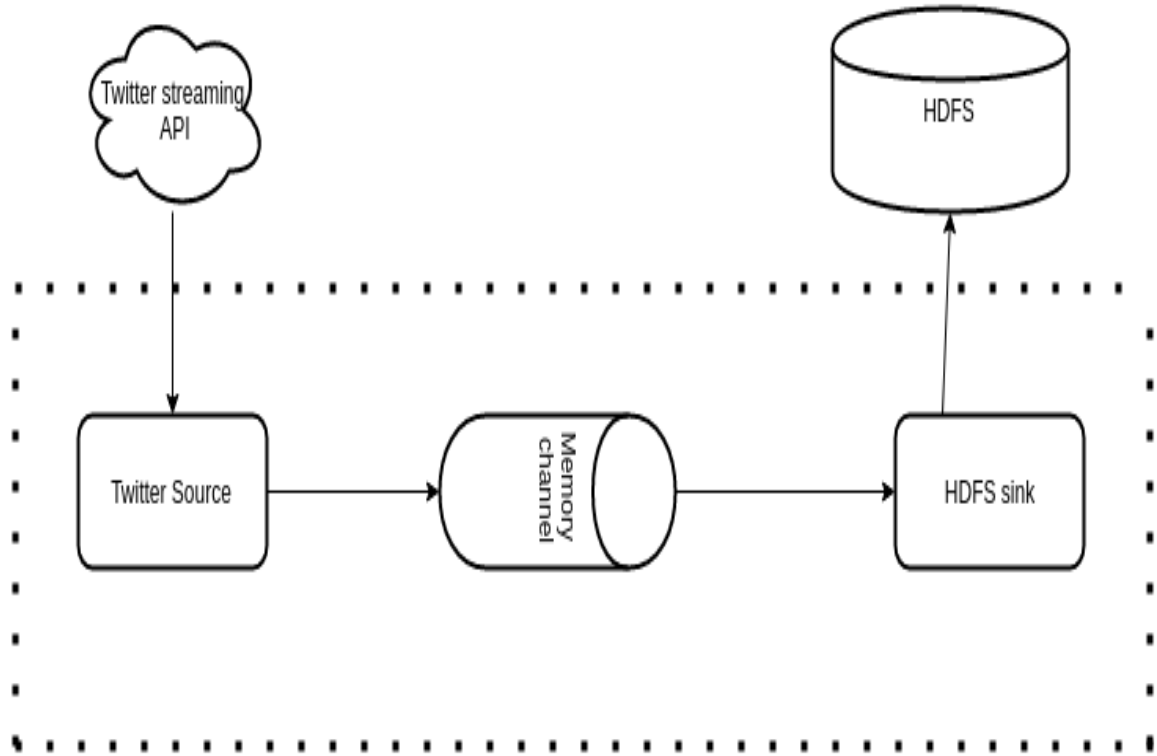 Twitter streaming
API
HDFS
Twitter Source
Memory
channel
HDFS sink